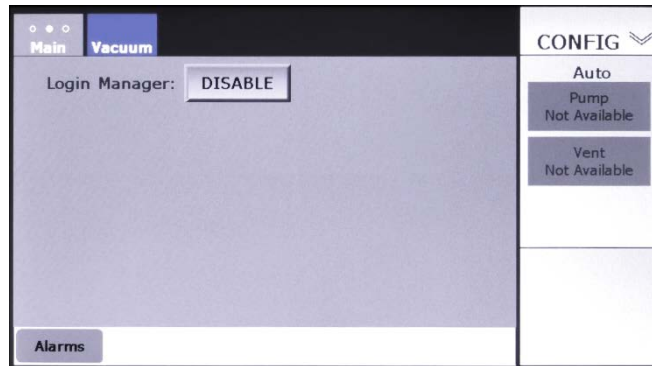 Main
Vacuum
CONFIG
Login Manager: DISABLE
Auto
Pump
Not Available
Vent
Not Available
Alarms